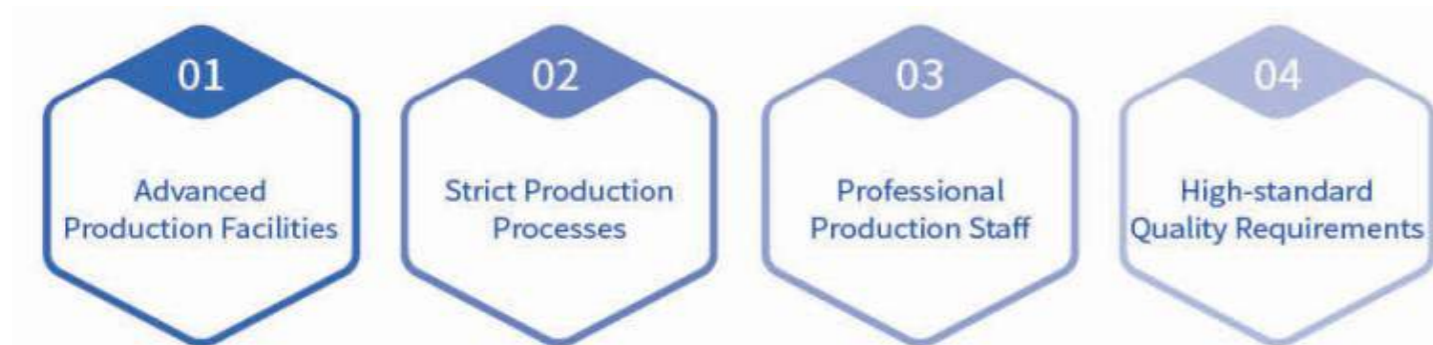 01
Advanced
Production Facilities
02
Strict Production
Processes
03
Professional
Production Staff
04
High-standard
Quality Requirements